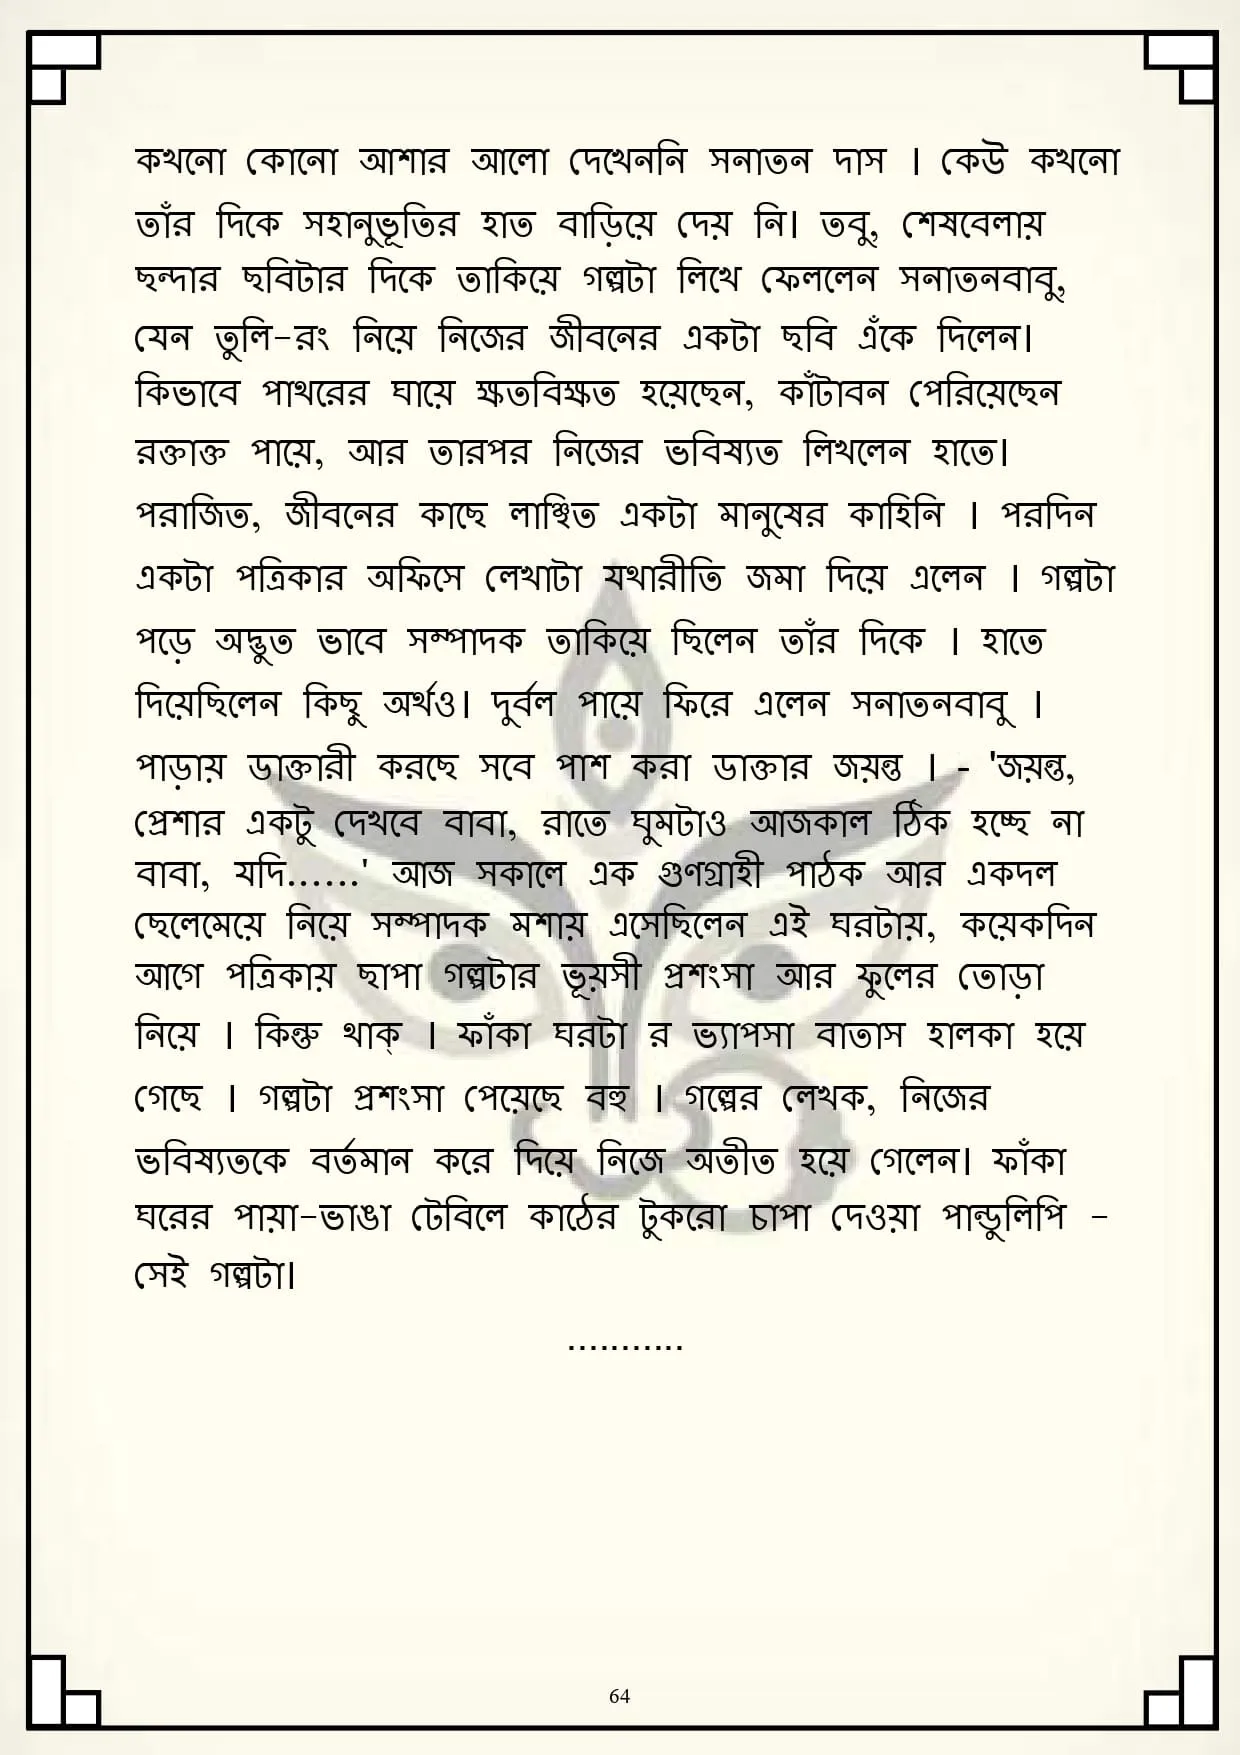 কখনো কোনো আশার আলো দেখেননি সনাতন দাস । কেউ কখনো
তাঁর দিকে সহানুভূতির হাত বাড়িয়ে দেয় নি। তবু, শেষবেলায়
ছন্দার ছবিটার দিকে তাকিয়ে গল্পটা লিখে ফেললেন সনাতনবাবু,
যেন তুলি-রং নিয়ে নিজের জীবনের একটা ছবি এঁকে দিলেন।
কিভাবে পাথরের ঘায়ে ক্ষতবিক্ষত হয়েছেন, কাঁটাবন পেরিয়েছেন
রক্তাক্ত পায়ে, আর তারপর নিজের ভবিষ্যত লিখলেন হাতে।
পরাজিত, জীবনের কাছে লাঞ্ছিত একটা মানুষের কাহিনি । পরদিন
একটা পত্রিকার অফিসে লেখাটা যথারীতি জমা দিয়ে এলেন । গল্পটা
পড়ে অদ্ভুত ভাবে সম্পাদক তাকিয়ে ছিলেন তাঁর দিকে । হাতে
দিয়েছিলেন কিছু অর্থও। দুর্বল পায়ে ফিরে এলেন সনাতনবাবু ।
পাড়ায় ডাক্তারী করছে সবে পাশ করা ডাক্তার জয়ন্ত । - 'জয়ন্ত,
প্রেশার একটু দেখবে বাবা, রাতে ঘুমটাও আজকাল ঠিক হচ্ছে না
বাবা, যদি......' আজ সকালে এক গুণগ্রাহী পাঠক আর একদল
ছেলেমেয়ে নিয়ে সম্পাদক মশায় এসেছিলেন এই ঘরটায়, কয়েকদিন
আগে পত্রিকায় ছাপা গল্পটার ভূয়সী প্রশংসা আর ফুলের তোড়া
নিয়ে । কিন্তু থাক্ । ফাঁকা ঘরটা র ভ্যাপসা বাতাস হালকা হয়ে
গেছে । গল্পটা প্রশংসা পেয়েছে বহু । গল্পের লেখক, নিজের
ভবিষ্যতকে বর্তমান করে দিয়ে নিজে অতীত হয়ে গেলেন। ফাঁকা
ঘরের পায়া-ভাঙা টেবিলে কাঠের টুকরো চাপা দেওয়া পান্ডুলিপি -
সেই গল্পটা।
...........
64